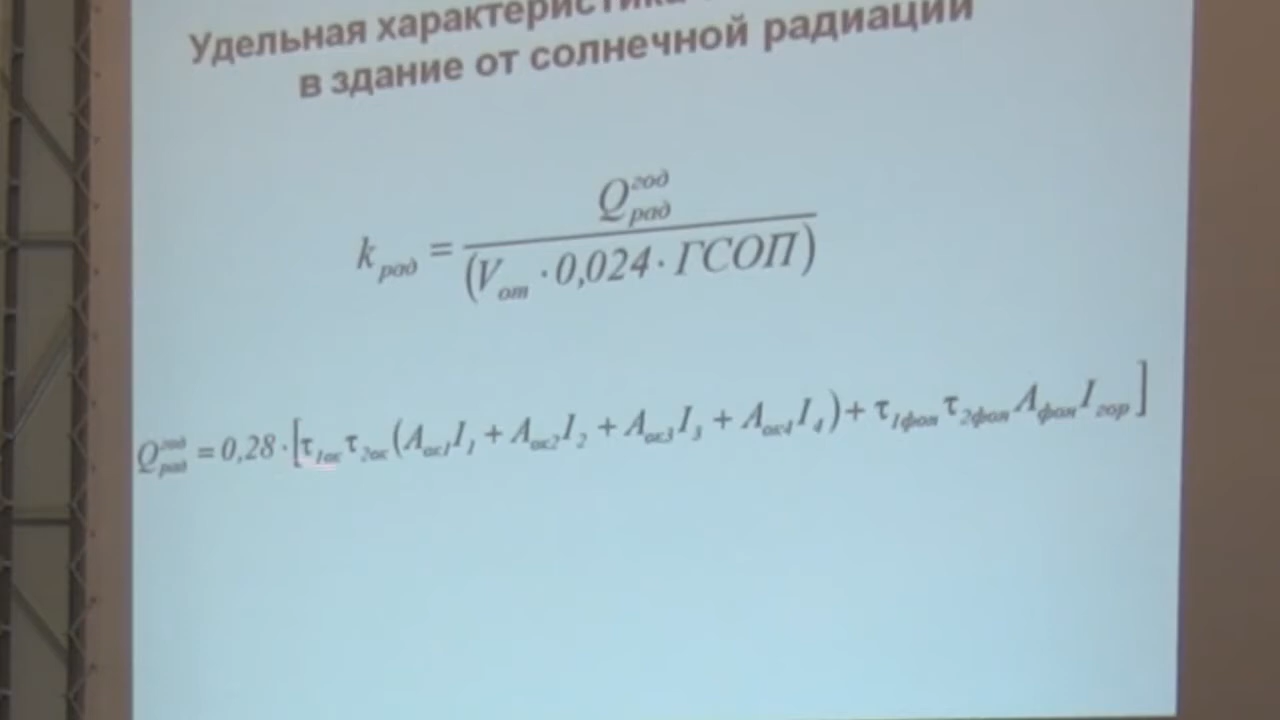 Удельная характеристика
в здание от солнечной радиации
k_рад = Q_рад^год / (V_от · 0,024 · ГСОП)
Q_рад^год = 0,28 · [τ_1ок τ_2ок (A_ок1 I_1 + A_ок2 I_2 + A_ок3 I_3 + A_ок4 I_4) + τ_1фон τ_2фон A_фон I_гор]